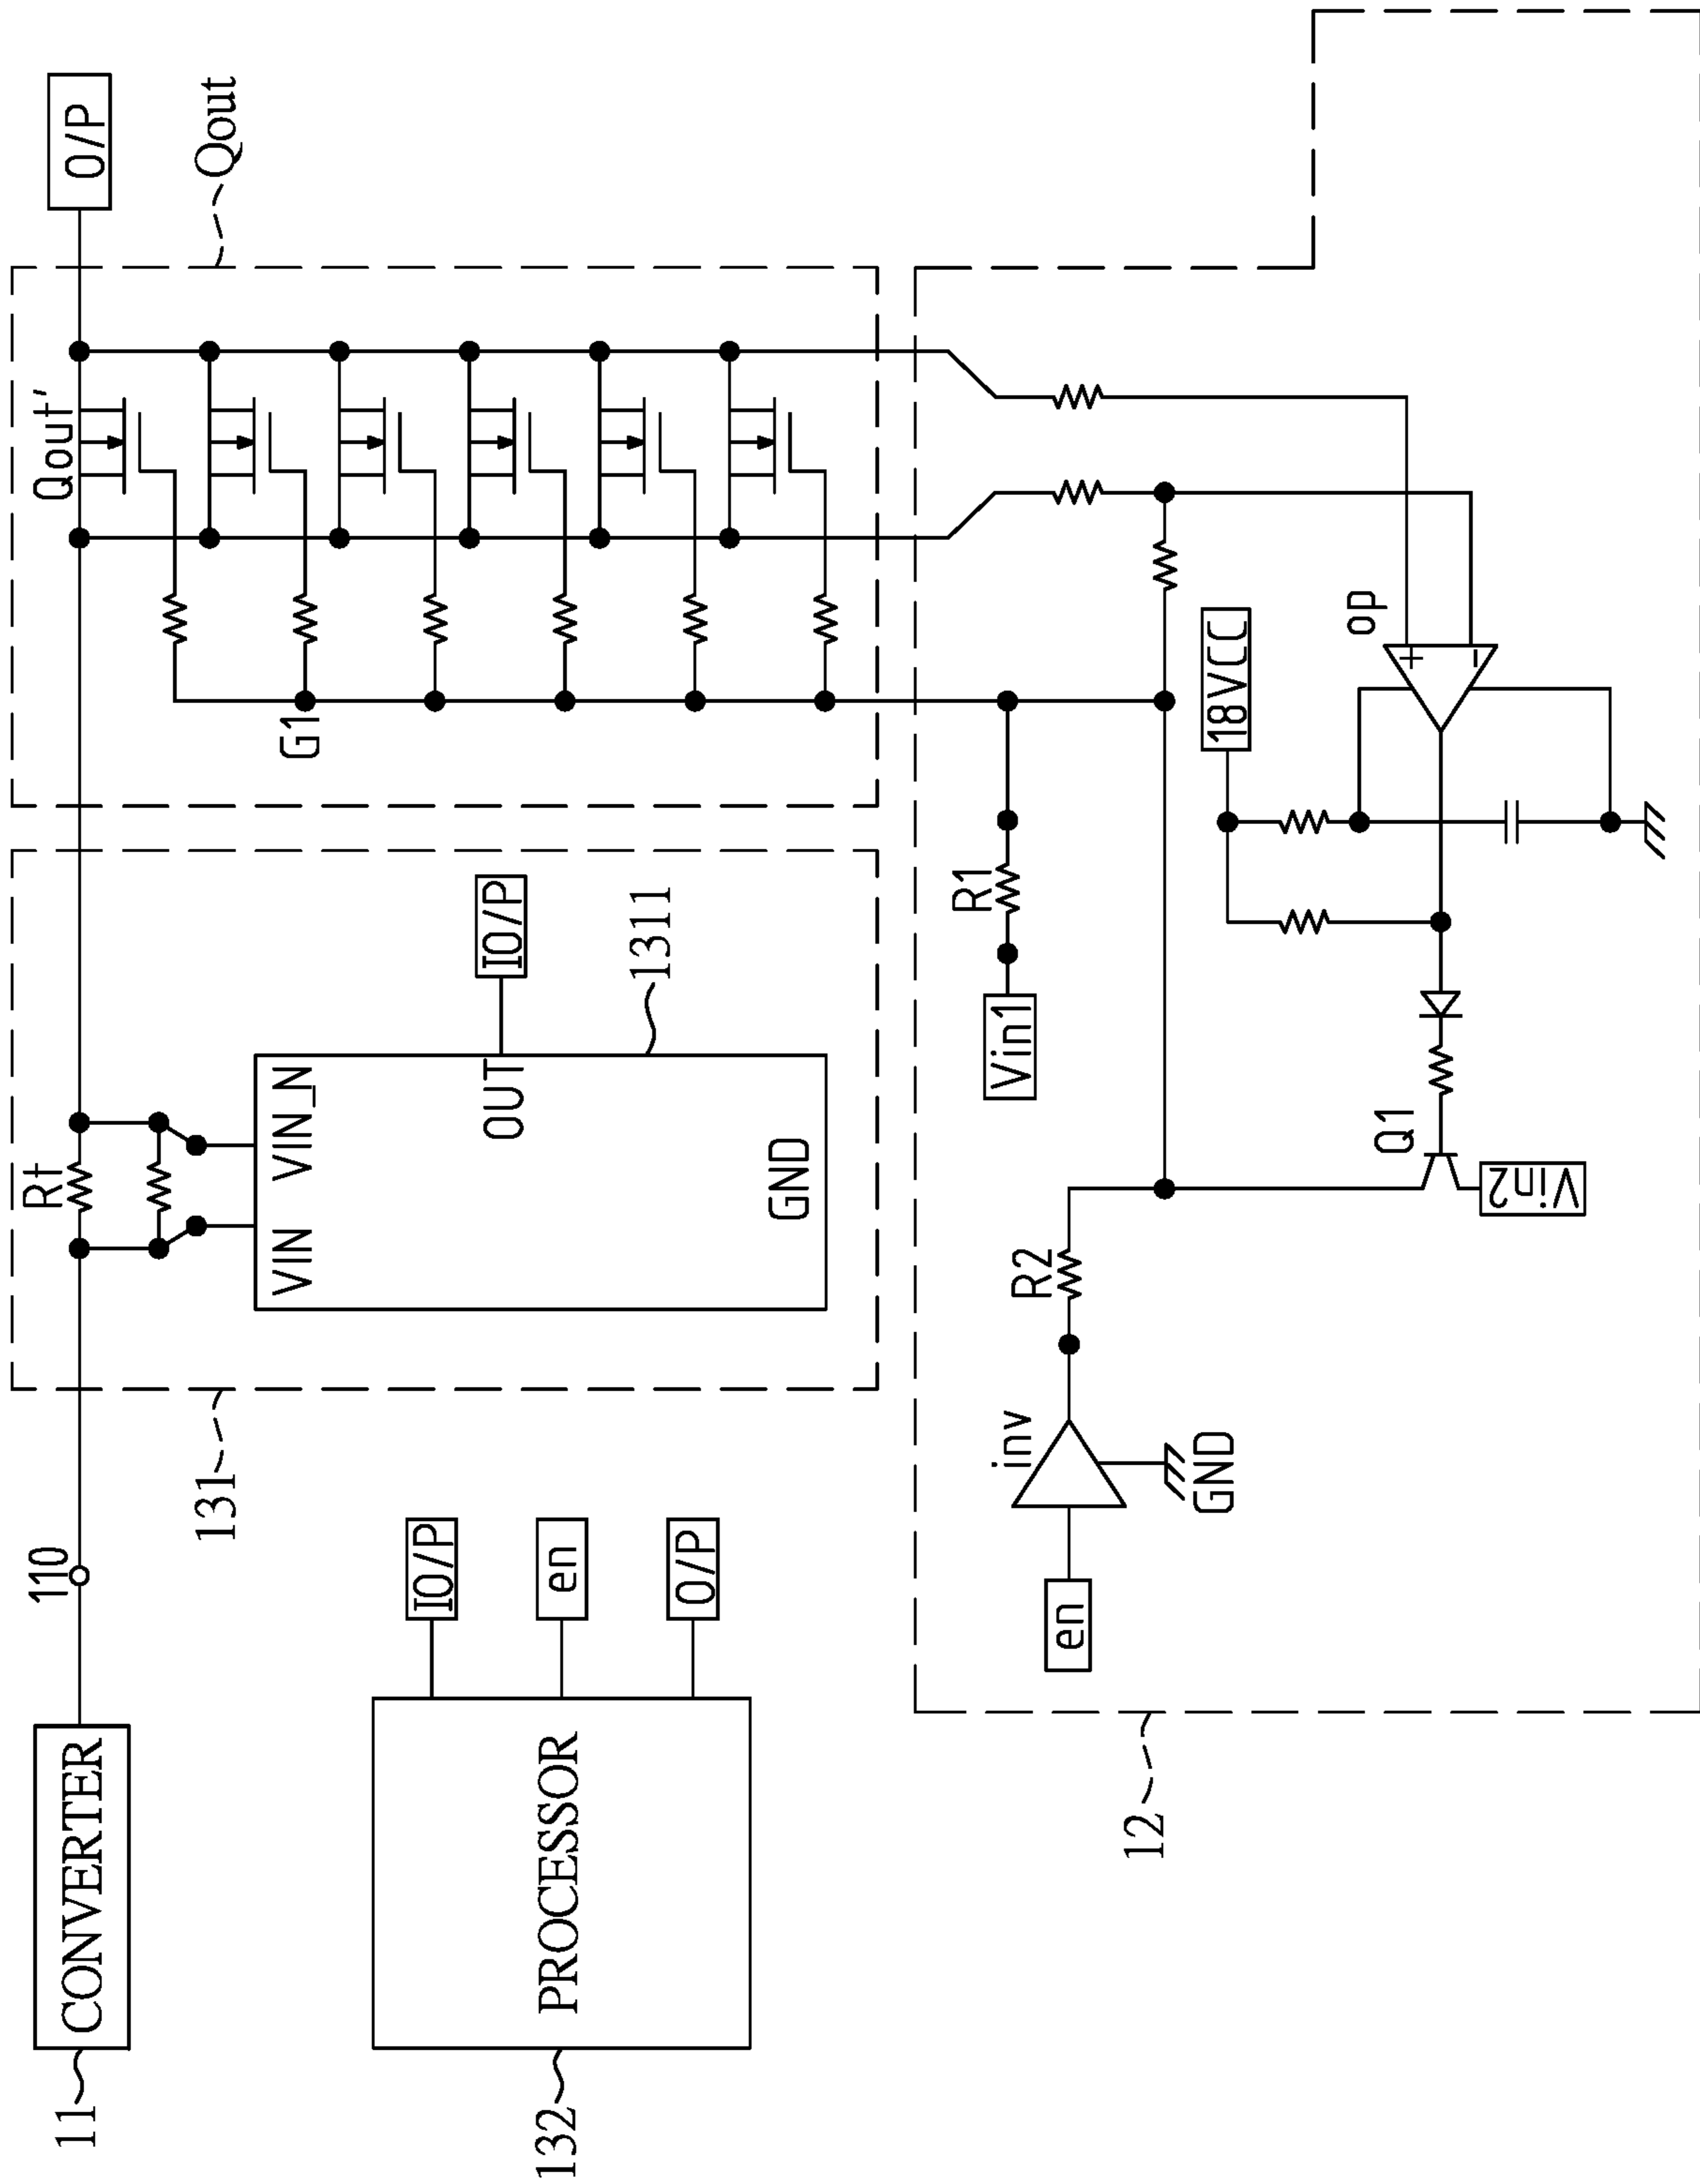 11
CONVERTER
110
Rt
Qout'
O/P
Qout
131
VIN
VIN_N
OUT
GND
IO/P
1311
G1
132
PROCESSOR
IO/P
en
O/P
12
en
inv
GND
R2
Vin1
R1
Q1
Vin2
18VCC
op
+
-